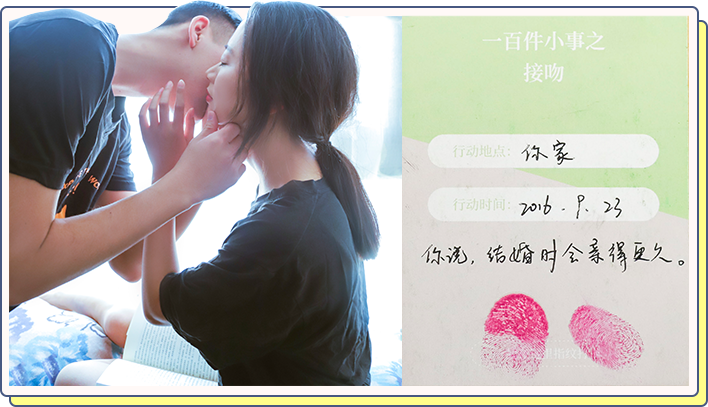 一百件小事之
接吻
行动地点：你家
行动时间：2016.9.23
你说，结婚时会亲得更久。